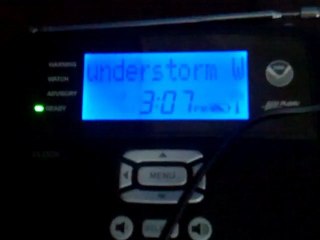 WARNING
understorm W
WATCH
ADVISORY
3:07
READY
MENU